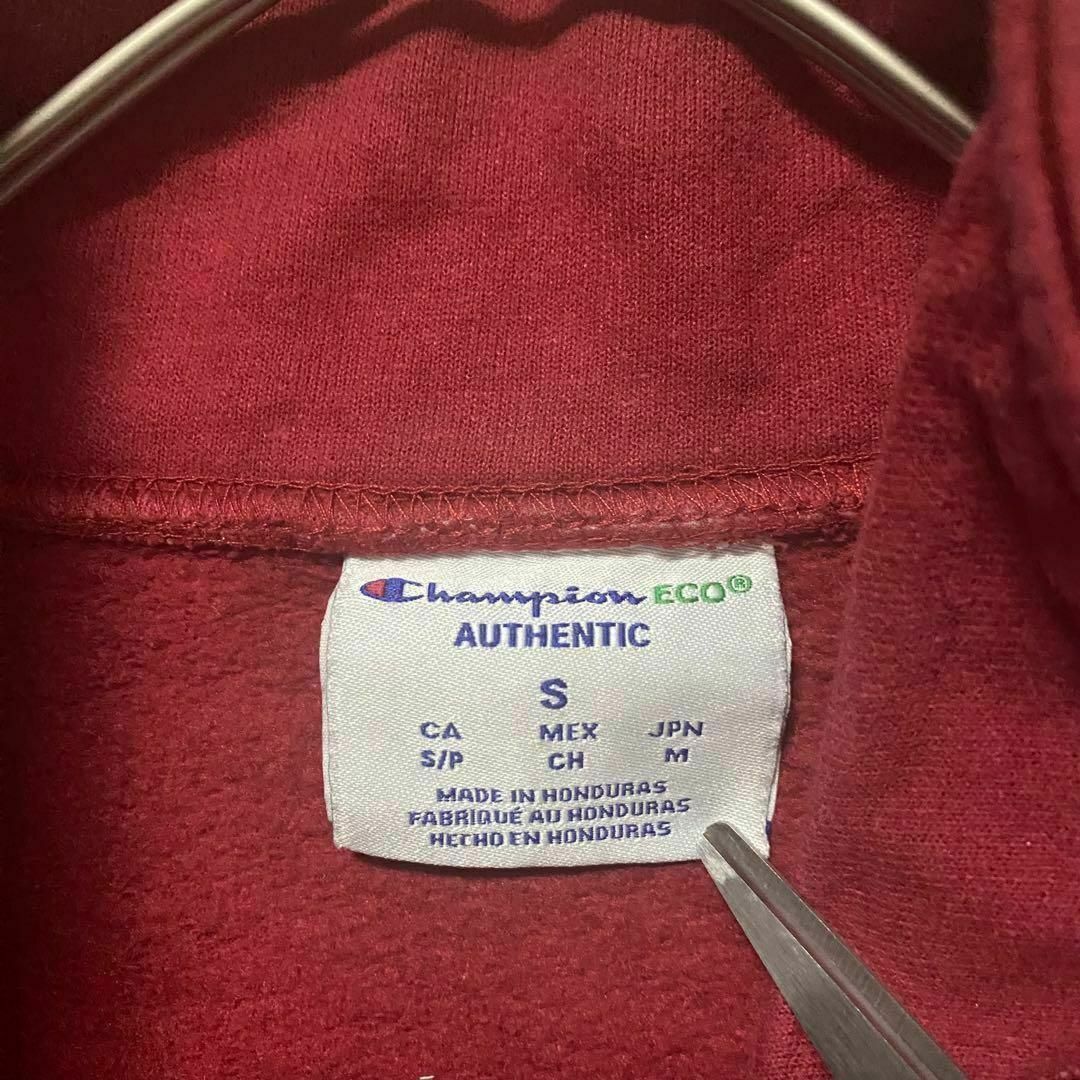 Champion ECO®
AUTHENTIC
S
CA MEX JPN
S/P CH M
MADE IN HONDURAS
FABRIQUÉ AU HONDURAS
HECHO EN HONDURAS